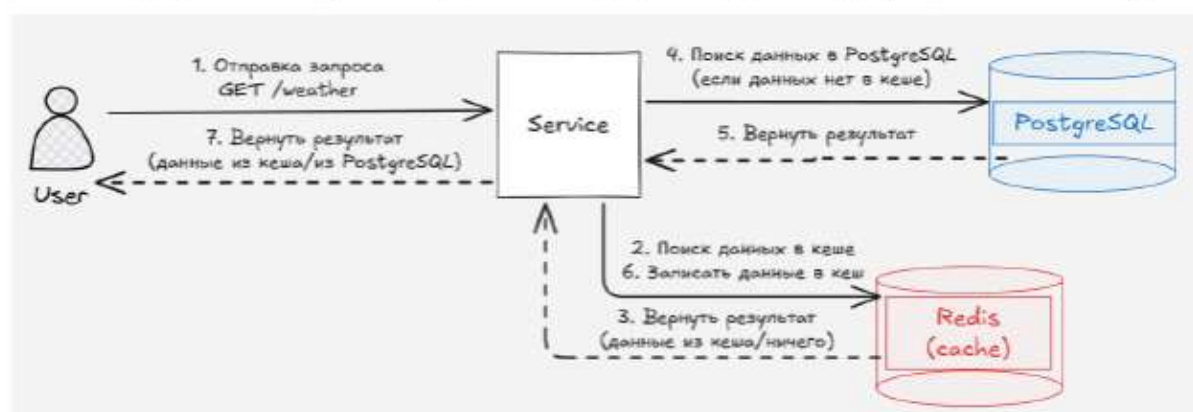 1. Отправка запроса
GET /weather
7. Вернуть результат
(данные из кеша/из PostgreSQL)
User
Service
4. Поиск данных в PostgreSQL
(если данных нет в кеше)
5. Вернуть результат
PostgreSQL
2. Поиск данных в кеше
6. Записать данные в кеш
3. Вернуть результат
(данные из кеша/ничего)
Redis
(cache)